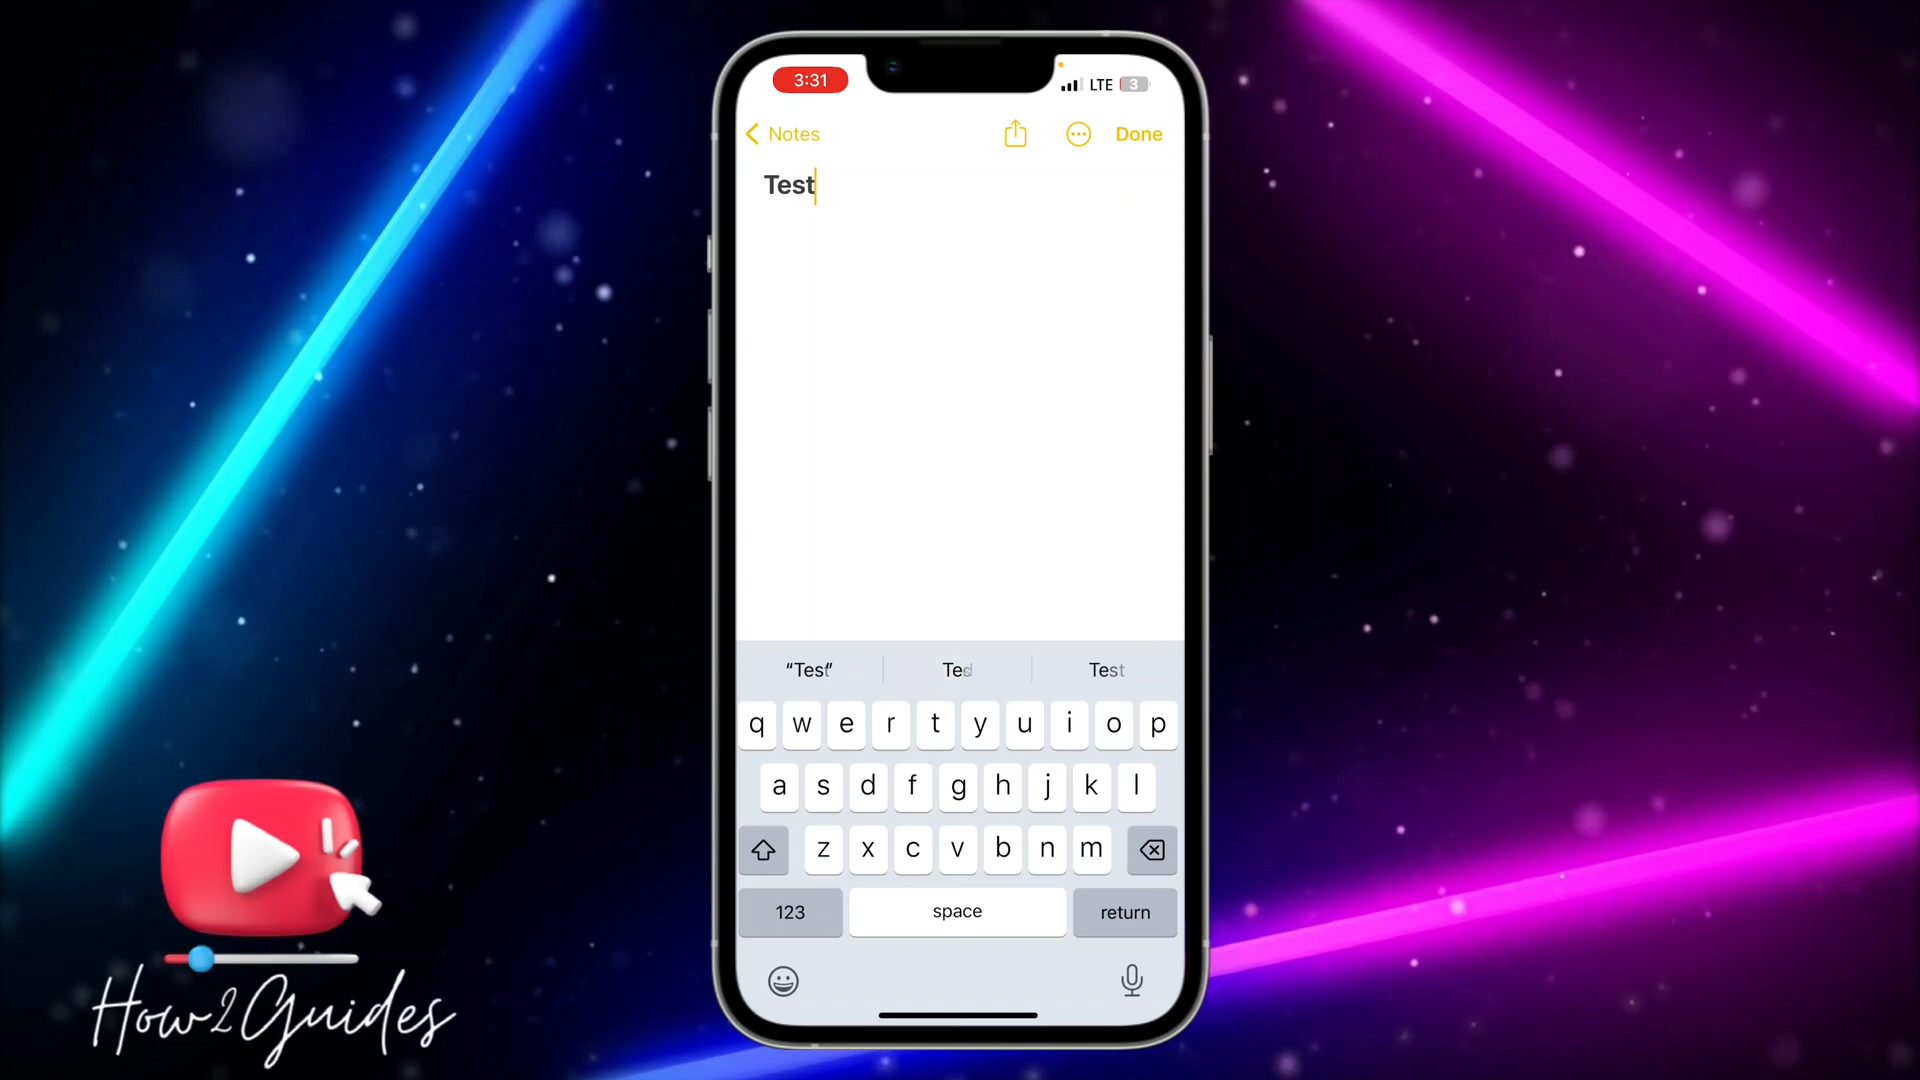 3:31
LTE 3
Notes
Done
Test
“Test”
Ted
Test
q w e r t y u i o p
a s d f g h j k l
z x c v b n m
123 space return
How2Guides